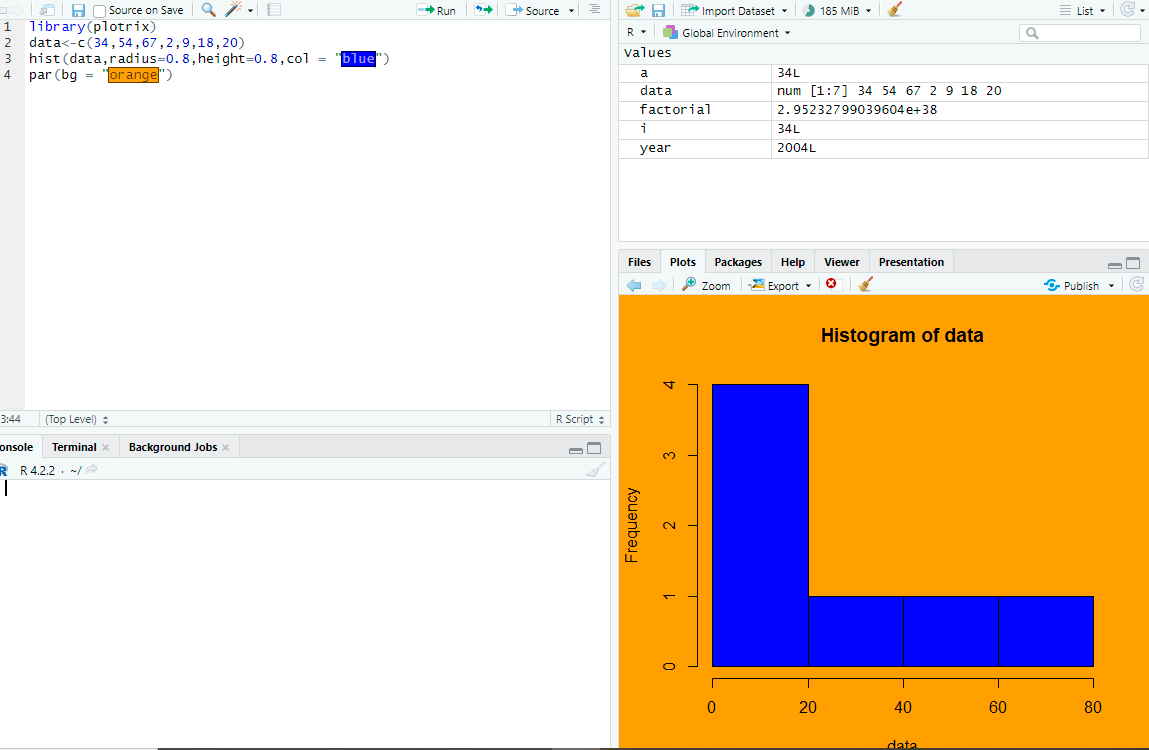 Source on Save Run Source
1 library(plotrix)
2 data<-c(34,54,67,2,9,18,20)
3 hist(data,radius=0.8,height=0.8,col = "blue")
4 par(bg = "orange")
3:44 (Top Level) R Script
onsole Terminal Background Jobs
R R 4.2.2 . ~/
Import Dataset 185 MiB List
R Global Environment
Values
a 34L
data num [1:7] 34 54 67 2 9 18 20
factorial 2.95232799039604e+38
i 34L
year 2004L
Files Plots Packages Help Viewer Presentation
Zoom Export Publish
Histogram of data
Frequency
4
3
2
1
0
0 20 40 60 80
data